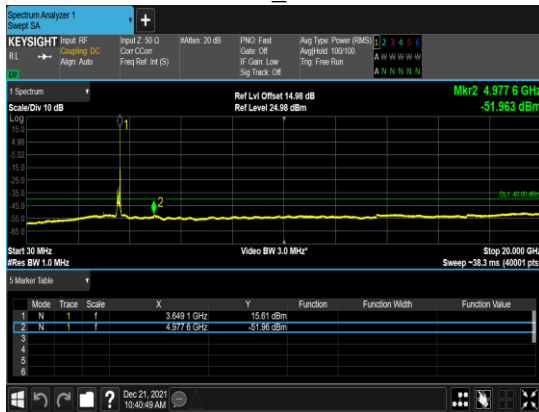 Spectrum Analyzer 1
Swept SA
+
KEYSIGHT Input: RF Input Z: 50 Ω #Atten: 20 dB PNO: Fast Avg Type: Power (RMS) 1 2 3 4 5 6
RL Coupling: DC Corr CCorr Gate: Off Avg|Hold: 100/100 A W W W W W
Align: Auto Freq Ref: Int (S) IF Gain: Low Trig: Free Run
Sig Track: Off A N N N N N
1 Spectrum Ref Lvl Offset 14.98 dB Mkr2 4.977 6 GHz
Scale/Div 10 dB Ref Level 24.98 dBm -51.963 dBm
Log
15.0
1
4.98
-5.02
-15.0
-25.0
-35.0
DL1 -40.00 dBm
-45.0
2
-55.0
-65.0
Start 30 MHz Video BW 3.0 MHz* Stop 20.000 GHz
#Res BW 1.0 MHz Sweep ~38.3 ms (40001 pts)
5 Marker Table
Mode Trace Scale X Y Function Function Width Function Value
1 N 1 f 3.649 1 GHz 15.61 dBm
2 N 1 f 4.977 6 GHz -51.96 dBm
3
4
5
6
? Dec 21, 2021
10:40:49 AM